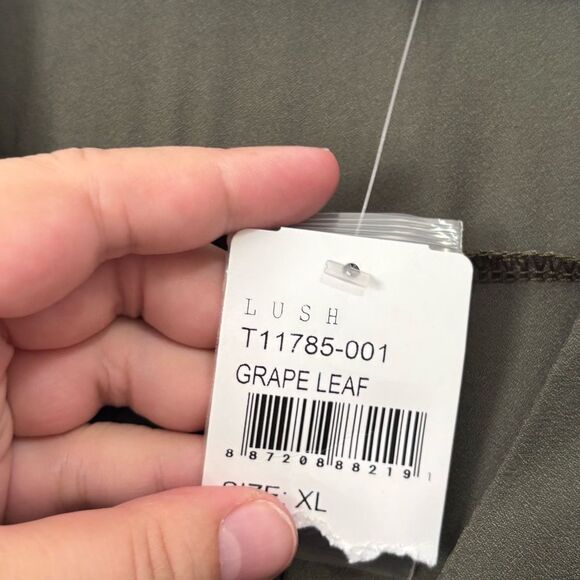 LUSH
T11785-001
GRAPE LEAF
8 87208 88219 1
SIZE: XL